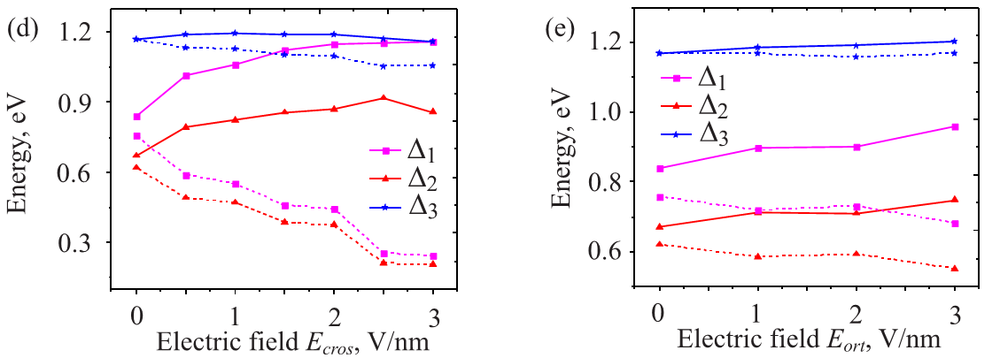 (d)
1.2
0.9
0.6
0.3
Energy, eV
Δ1
Δ2
Δ3
0 1 2 3
Electric field Ecros, V/nm
(e)
1.2
1.0
0.8
0.6
Energy, eV
Δ1
Δ2
Δ3
0 1 2 3
Electric field Eort, V/nm